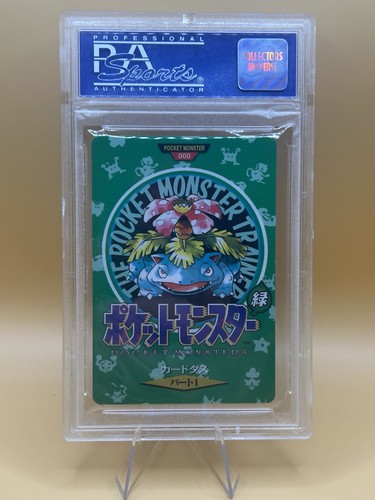 PROFESSIONAL
PSA
Sports®
AUTHENTICATOR
COLLECTORS
UNIVERSE
POCKET MONSTER
000
THE POCKET MONSTER TRAINER
ポケットモンスター
緑
POCKET MONSTERS
カードダス
パート1